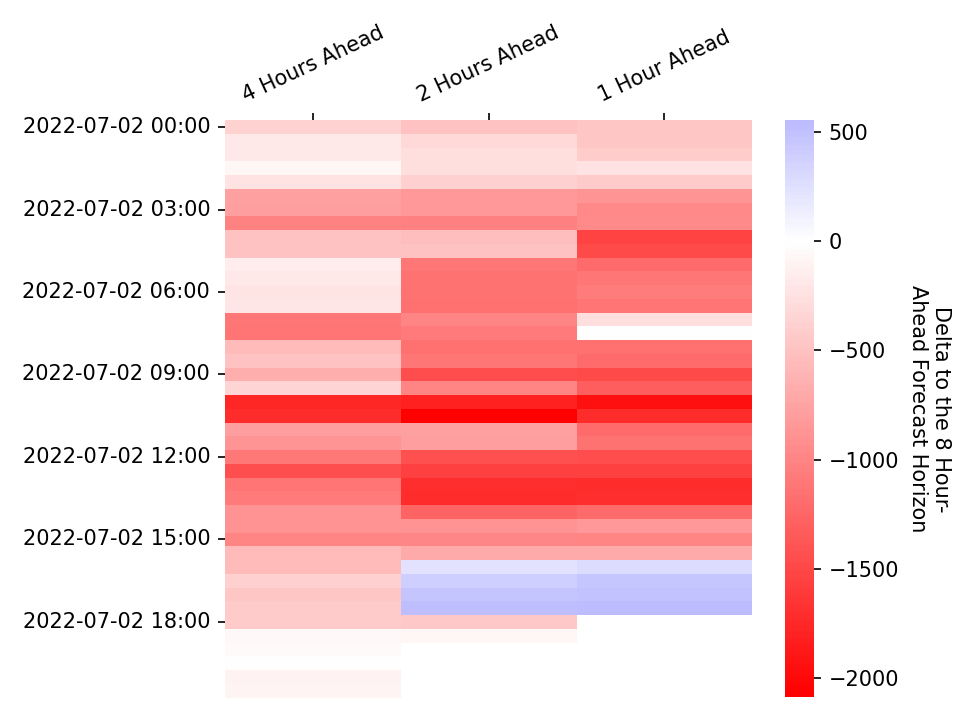 4 Hours Ahead
2 Hours Ahead
1 Hour Ahead
2022-07-02 00:00
2022-07-02 03:00
2022-07-02 06:00
2022-07-02 09:00
2022-07-02 12:00
2022-07-02 15:00
2022-07-02 18:00
500
0
−500
−1000
−1500
−2000
Delta to the 8 Hour-
Ahead Forecast Horizon